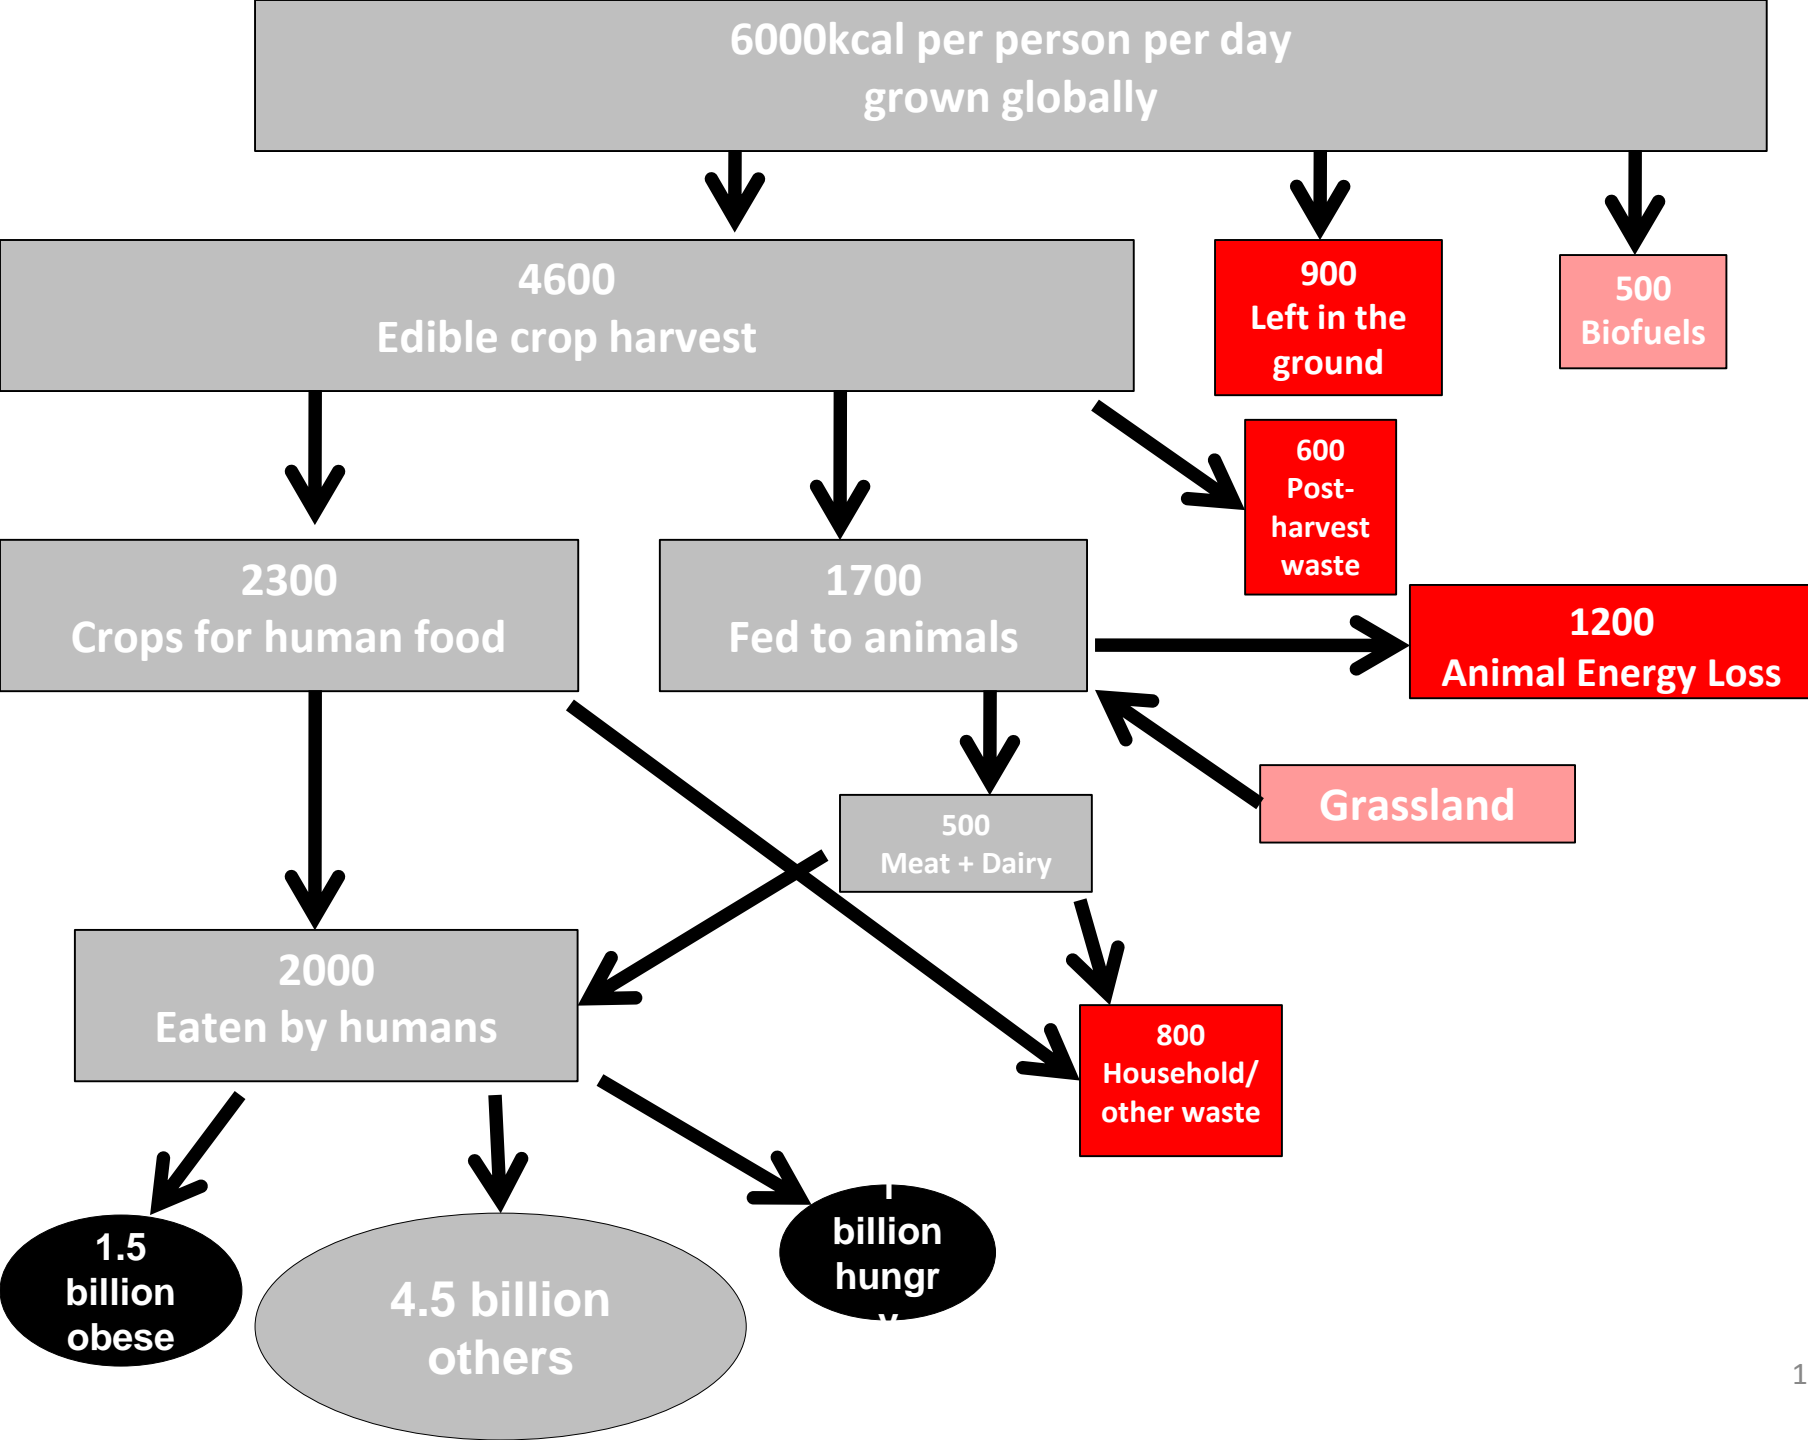 6000kcal per person per day
grown globally
4600
Edible crop harvest
900
Left in the
ground
500
Biofuels
600
Post-
harvest
waste
2300
Crops for human food
1700
Fed to animals
1200
Animal Energy Loss
Grassland
500
Meat + Dairy
2000
Eaten by humans
800
Household/
other waste
1.5
billion
obese
4.5 billion
others
billion
hungr
y
1